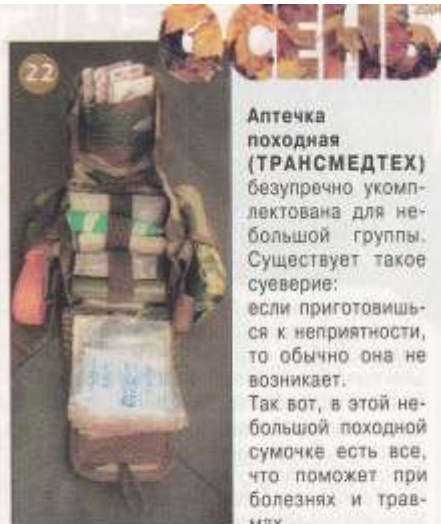 ОСЕНЬ
22
Аптечка
походная
(ТРАНСМЕДТЕХ)
безупречно укомп-
лектована для не-
большой группы.
Существует такое
суеверие:
если приготовишь-
ся к неприятности,
то обычно она не
возникает.
Так вот, в этой не-
большой походной
сумочке есть все,
что поможет при
болезнях и трав-
мах